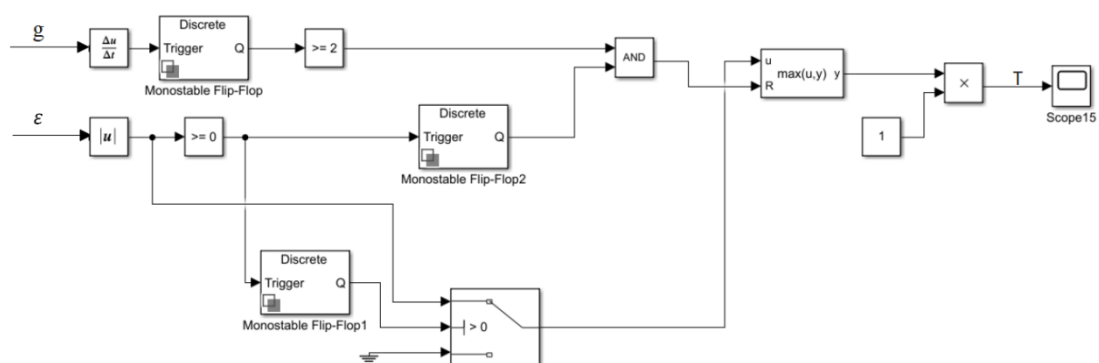 g
Δu
Δt
Discrete
Trigger Q
Monostable Flip-Flop
>= 2
AND
u
max(u,y) y
R
×
T
Scope15
1
ε
|u|
>= 0
Discrete
Trigger Q
Monostable Flip-Flop2
Discrete
Trigger Q
Monostable Flip-Flop1
> 0